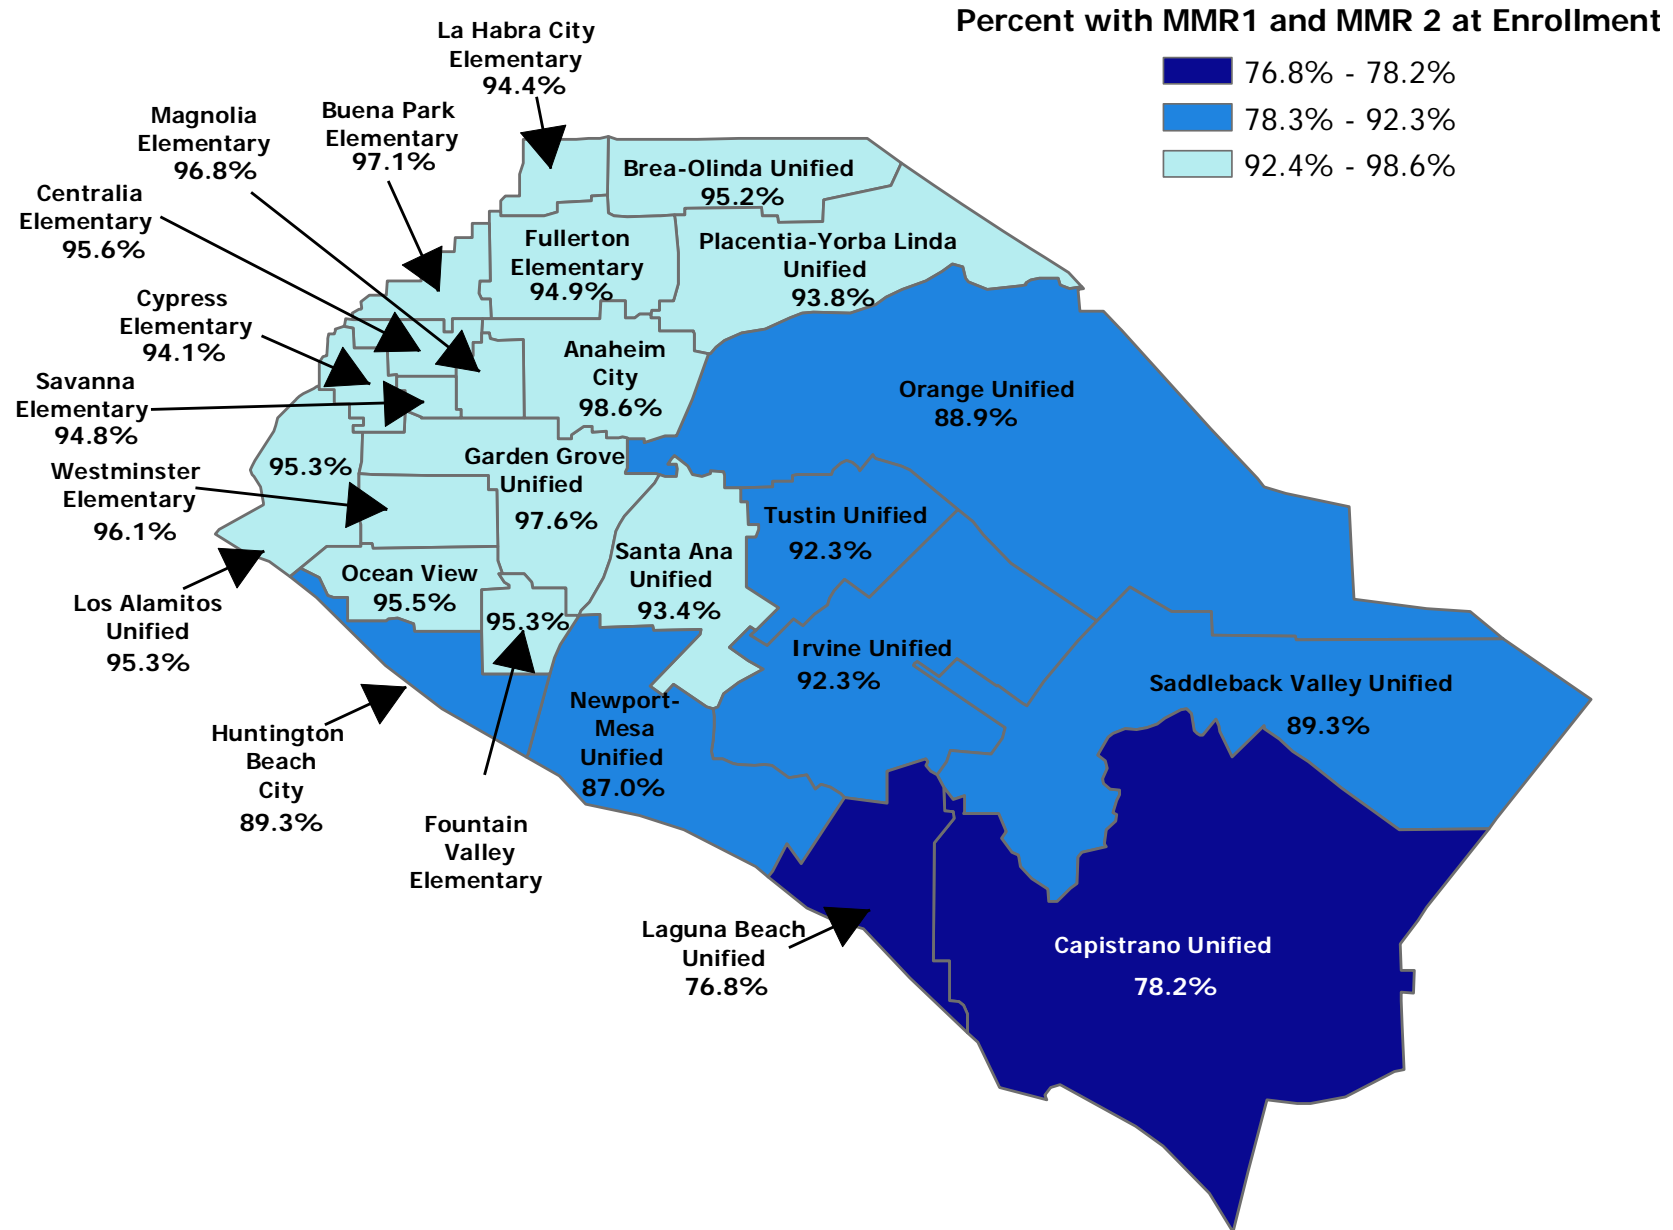 Percent with MMR1 and MMR 2 at Enrollment
76.8% - 78.2%
78.3% - 92.3%
92.4% - 98.6%
La Habra City
Elementary
94.4%
Buena Park
Elementary
97.1%
Magnolia
Elementary
96.8%
Centralia
Elementary
95.6%
Cypress
Elementary
94.1%
Savanna
Elementary
94.8%
Westminster
Elementary
96.1%
Los Alamitos
Unified
95.3%
Huntington
Beach
City
89.3%
Fountain
Valley
Elementary
Laguna Beach
Unified
76.8%
Brea-Olinda Unified
95.2%
Fullerton
Elementary
94.9%
Placentia-Yorba Linda
Unified
93.8%
Anaheim
City
98.6%
Orange Unified
88.9%
95.3%
Garden Grove
Unified
97.6%
Tustin Unified
92.3%
Santa Ana
Unified
93.4%
Ocean View
95.5%
95.3%
Irvine Unified
92.3%
Newport-
Mesa
Unified
87.0%
Saddleback Valley Unified
89.3%
Capistrano Unified
78.2%